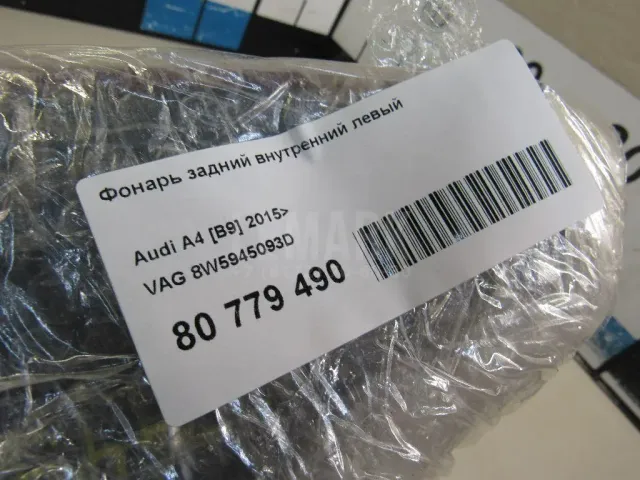 Фонарь задний внутренний левый
Audi A4 [B9] 2015>
VAG 8W5945093D
80 779 490